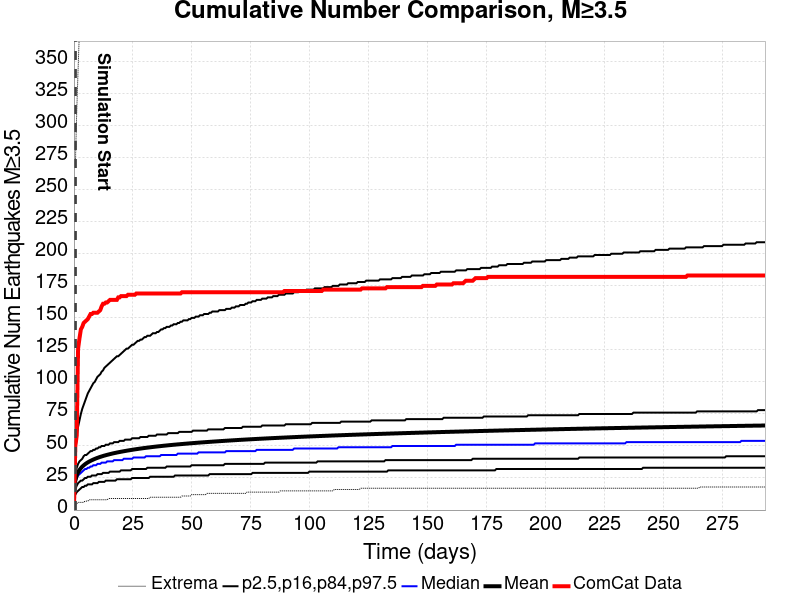 Cumulative Number Comparison, M≥3.5
Cumulative Num Earthquakes M≥3.5
350
325
300
275
250
225
200
175
150
125
100
75
50
25
0
Simulation Start
0 25 50 75 100 125 150 175 200 225 250 275
Time (days)
Extrema p2.5,p16,p84,p97.5 Median Mean ComCat Data